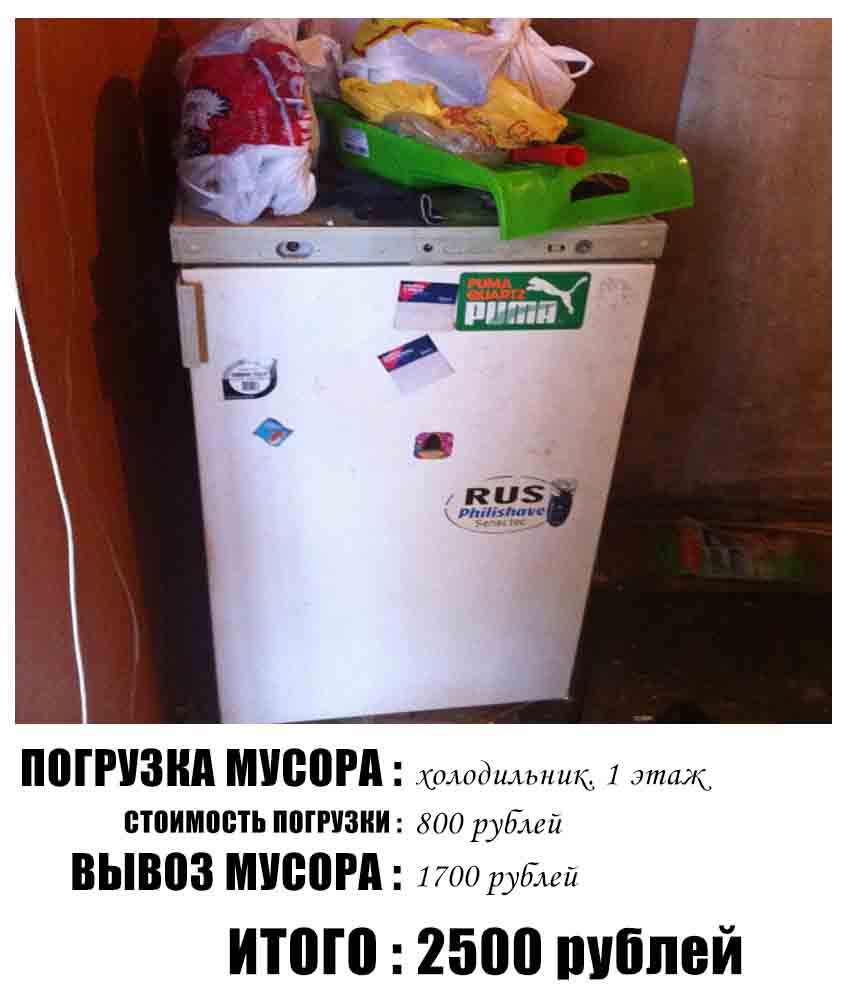 PUMA
QUARTZ
PUMA
RUS
Philishave
Sensotec
ПОГРУЗКА МУСОРА : холодильник. 1 этаж
СТОИМОСТЬ ПОГРУЗКИ : 800 рублей
ВЫВОЗ МУСОРА : 1700 рублей
ИТОГО : 2500 рублей